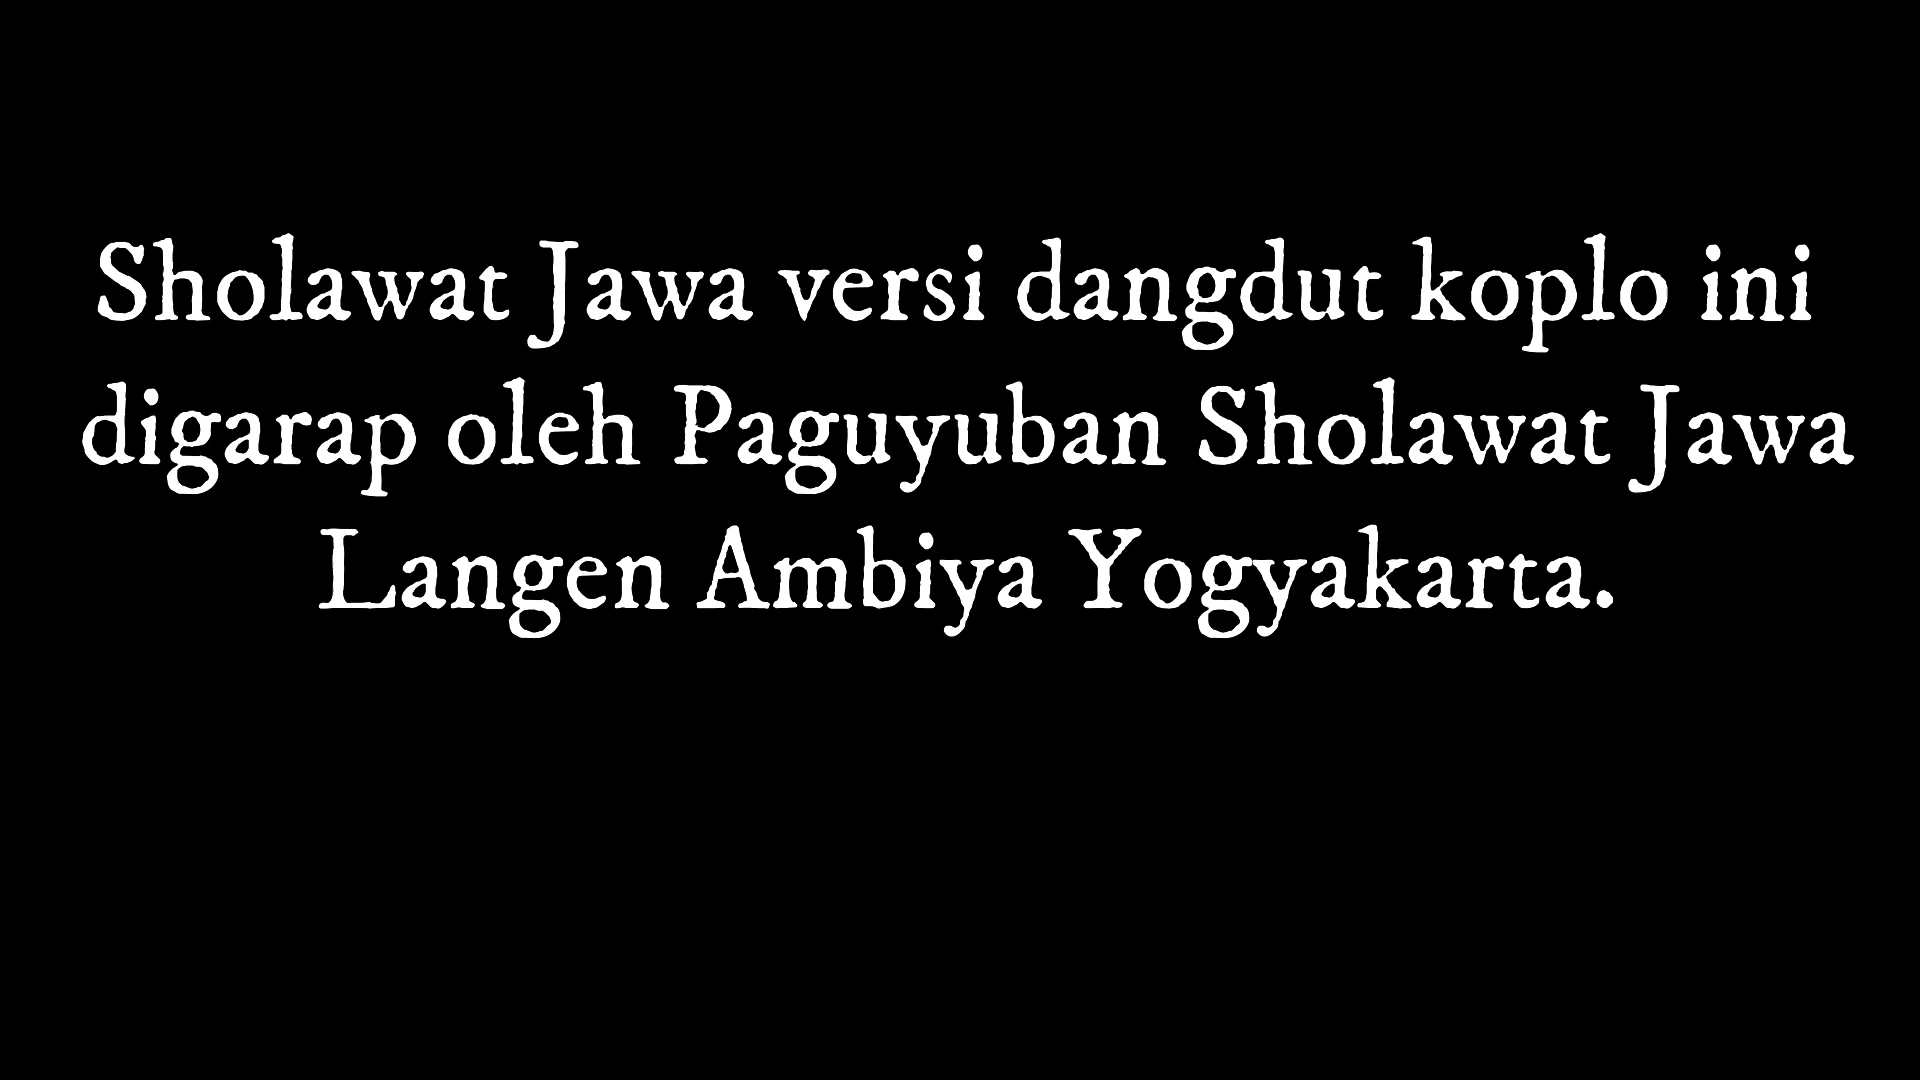 Sholawat Jawa versi dangdut koplo ini
digarap oleh Paguyuban Sholawat Jawa
Langen Ambiya Yogyakarta.